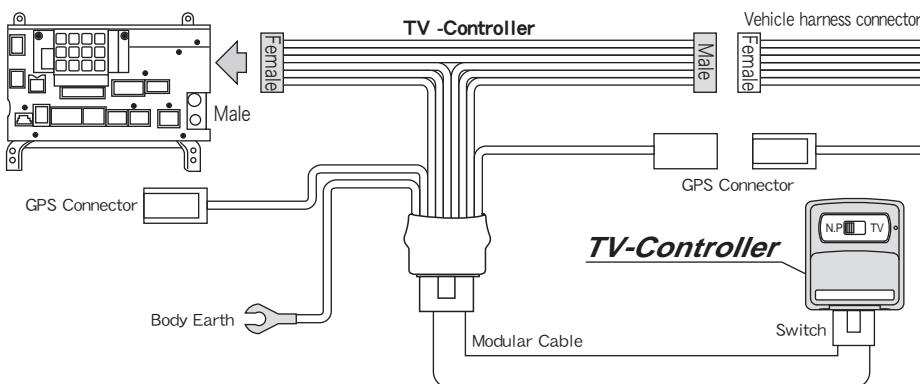 TV -Controller
Vehicle harness connector
Female
Male
Female
Male
GPS Connector
GPS Connector
N.P TV
TV-Controller
Body Earth
Switch
Modular Cable